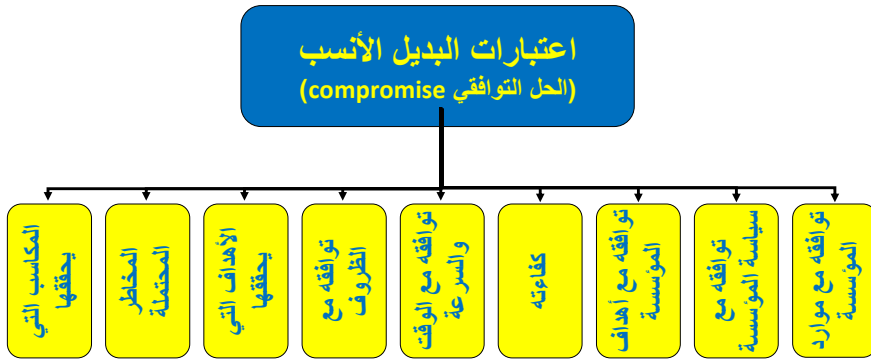 اعتبارات البديل الأنسب
(الحل التوافقي compromise)
توافقه مع موارد
المؤسسة
توافقه مع
سياسة المؤسسة
توافقه مع أهداف
المؤسسة
كفاءته
توافقه مع الوقت
والسرعة
توافقه مع
الظروف
الأهداف التي
يحققها
المخاطر
المحتملة
المكاسب التي
يحققها